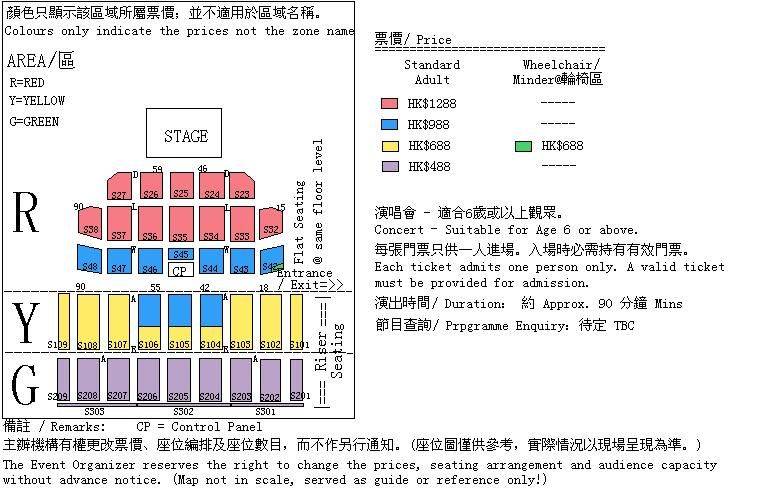 顏色只顯示該區域所屬票價；並不適用於區域名稱。
Colours only indicate the prices not the zone name
AREA/區
R=RED
Y=YELLOW
G=GREEN
STAGE
59 46
D D
S27 S26 S25 S24 S23
90 15
L L
S38 S37 S36 S35 S34 S33 S32
R
W W
S48 S47 S46 S45 S44 S43 S42
CP
Flat Seating
@ same floor level
Entrance
/ Exit=>>
90 55 42 18
A A
Y
S109 S108 S107 S106 S105 S104 S103 S102 S101
R R
A A
G
S209 S208 S207 S206 S205 S204 S203 S202 S201
S303 S302 S301
=== Riser ===
Seating
票價/ Price
Standard Adult
Wheelchair/ Minder@輪椅區
HK$1288 -----
HK$988 -----
HK$688 HK$688
HK$488 -----
演唱會 - 適合6歲或以上觀眾。
Concert - Suitable for Age 6 or above.
每張門票只供一人進場。入場時必需持有有效門票。
Each ticket admits one person only. A valid ticket
must be provided for admission.
演出時間/ Duration: 約 Approx. 90 分鐘 Mins
節目查詢/ Prpgramme Enquiry: 待定 TBC
備註 / Remarks: CP = Control Panel
主辦機構有權更改票價、座位編排及座位數目，而不作另行通知。(座位圖僅供參考，實際情況以現場呈現為準。)
The Event Organizer reserves the right to change the prices, seating arrangement and audience capacity
without advance notice. (Map not in scale, served as guide or reference only!)